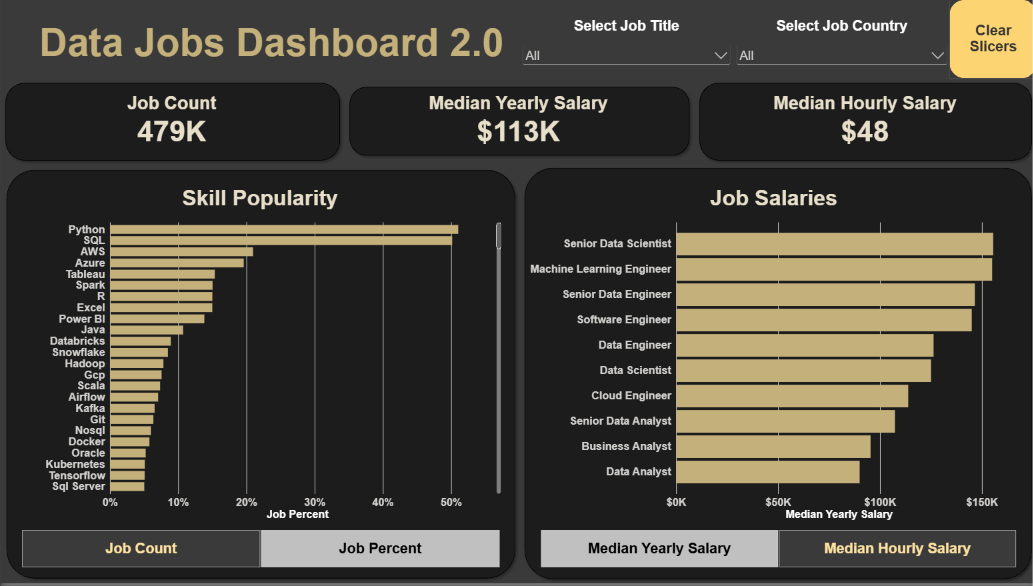 Data Jobs Dashboard 2.0
Select Job Title
All
Select Job Country
All
Clear
Slicers
Job Count
479K
Median Yearly Salary
$113K
Median Hourly Salary
$48
Skill Popularity
Python
SQL
AWS
Azure
Tableau
Spark
R
Excel
Power BI
Java
Databricks
Snowflake
Hadoop
Gcp
Scala
Airflow
Kafka
Git
Nosql
Docker
Oracle
Kubernetes
Tensorflow
Sql Server
0% 10% 20% 30% 40% 50%
Job Percent
Job Count
Job Percent
Job Salaries
Senior Data Scientist
Machine Learning Engineer
Senior Data Engineer
Software Engineer
Data Engineer
Data Scientist
Cloud Engineer
Senior Data Analyst
Business Analyst
Data Analyst
$0K $50K $100K $150K
Median Yearly Salary
Median Yearly Salary
Median Hourly Salary